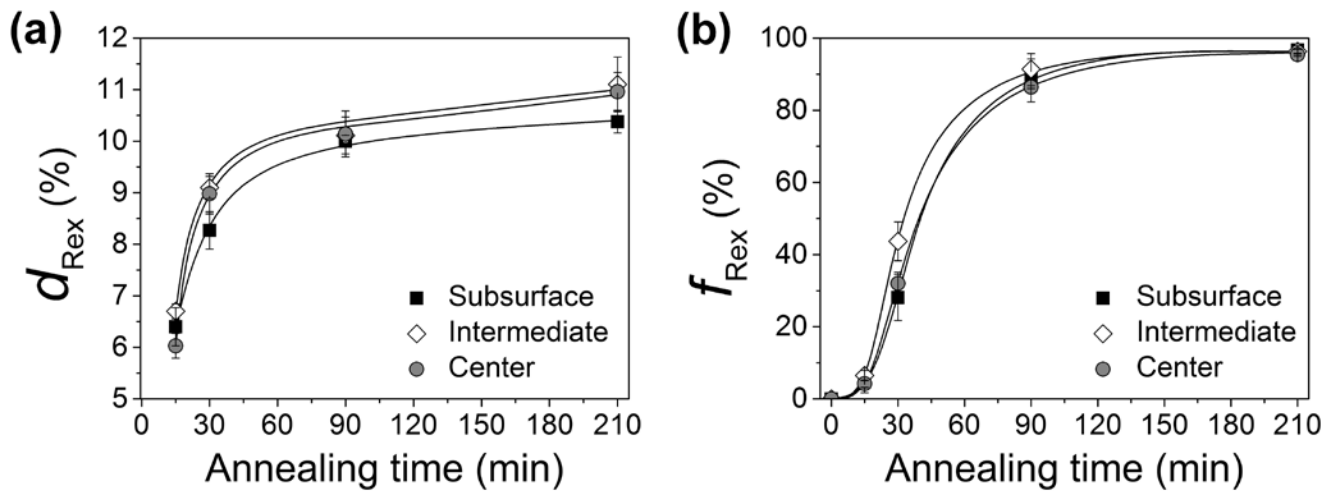 (a)
12
11
10
9
8
7
6
5
d_Rex (%)
Subsurface
Intermediate
Center
0 30 60 90 120 150 180 210
Annealing time (min)
(b)
100
80
60
40
20
0
f_Rex (%)
Subsurface
Intermediate
Center
0 30 60 90 120 150 180 210
Annealing time (min)